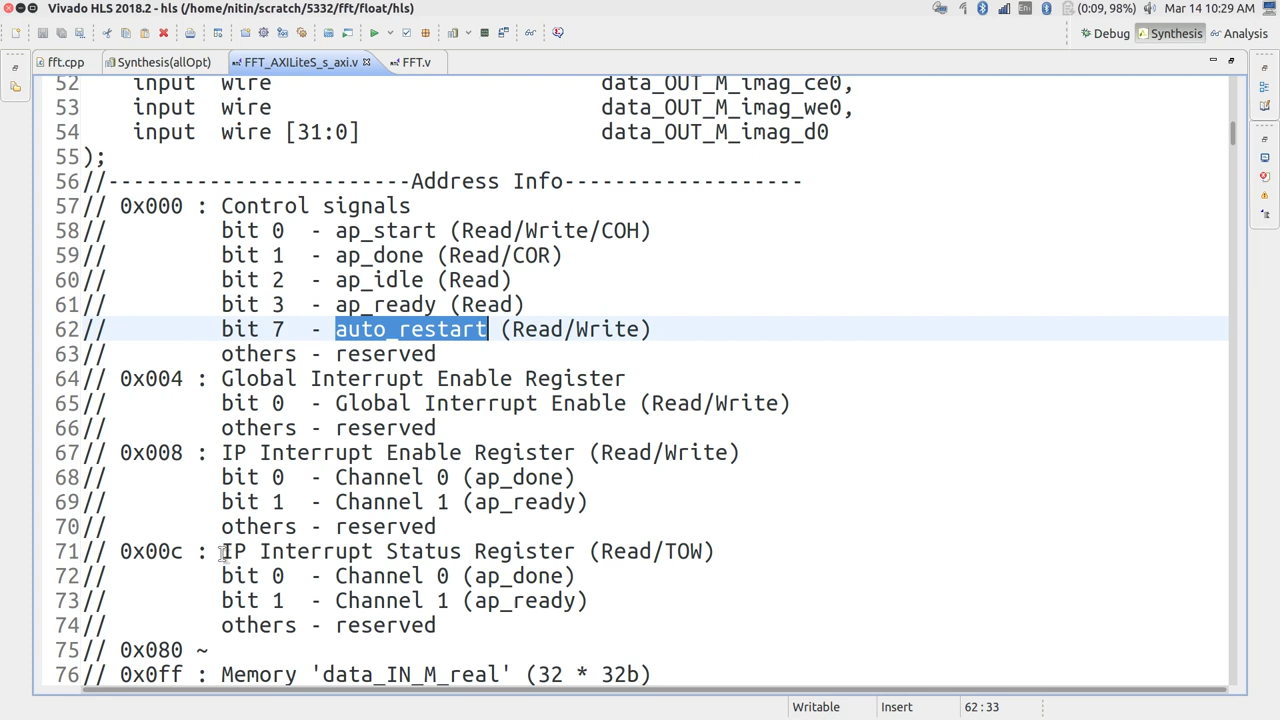 Vivado HLS 2018.2 - hls (/home/nitin/scratch/5332/fft/float/hls)
En
(0:09, 98%)
Mar 14 10:29 AM
Debug
Synthesis
Analysis
fft.cpp
Synthesis(allOpt)
FFT_AXILiteS_s_axi.v
FFT.v
52 input wire data_OUT_M_imag_ce0,
53 input wire data_OUT_M_imag_we0,
54 input wire [31:0] data_OUT_M_imag_d0
55 );
56 //------------------------Address Info-------------------
57 // 0x000 : Control signals
58 // bit 0 - ap_start (Read/Write/COH)
59 // bit 1 - ap_done (Read/COR)
60 // bit 2 - ap_idle (Read)
61 // bit 3 - ap_ready (Read)
62 // bit 7 - auto_restart (Read/Write)
63 // others - reserved
64 // 0x004 : Global Interrupt Enable Register
65 // bit 0 - Global Interrupt Enable (Read/Write)
66 // others - reserved
67 // 0x008 : IP Interrupt Enable Register (Read/Write)
68 // bit 0 - Channel 0 (ap_done)
69 // bit 1 - Channel 1 (ap_ready)
70 // others - reserved
71 // 0x00c : IP Interrupt Status Register (Read/TOW)
72 // bit 0 - Channel 0 (ap_done)
73 // bit 1 - Channel 1 (ap_ready)
74 // others - reserved
75 // 0x080 ~
76 // 0x0ff : Memory 'data_IN_M_real' (32 * 32b)
Writable
Insert
62 : 33